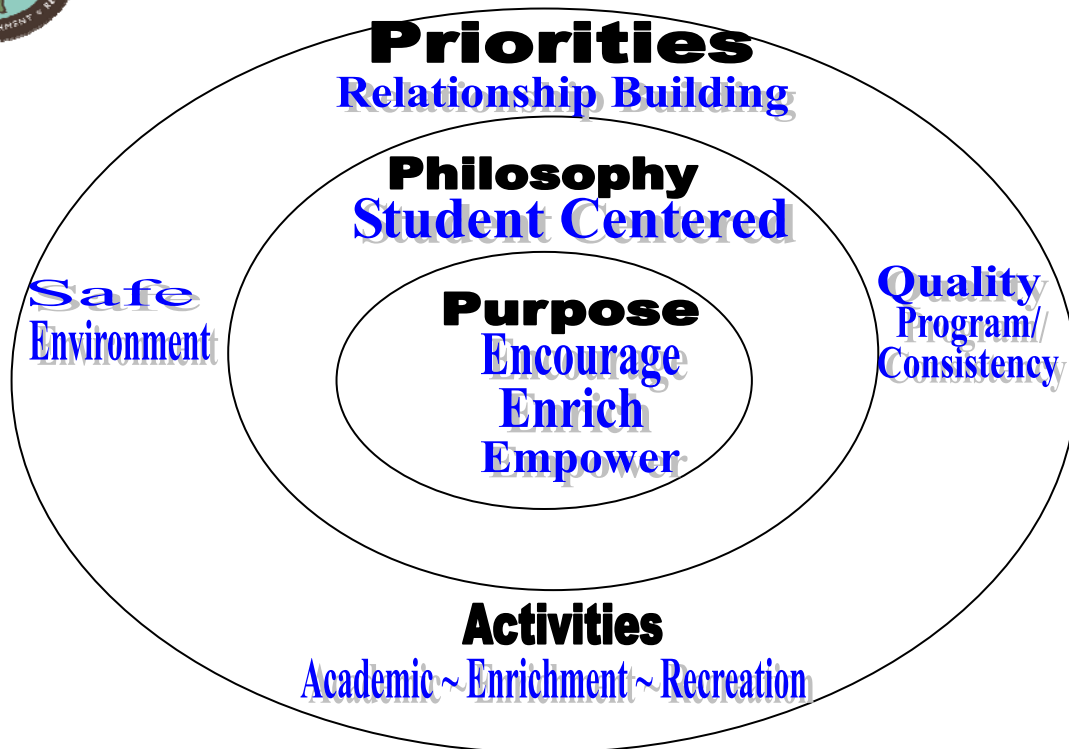 Priorities
Relationship Building
Philosophy
Student Centered
Safe
Environment
Purpose
Encourage
Enrich
Empower
Quality
Program/
Consistency
Activities
Academic ~ Enrichment ~ Recreation